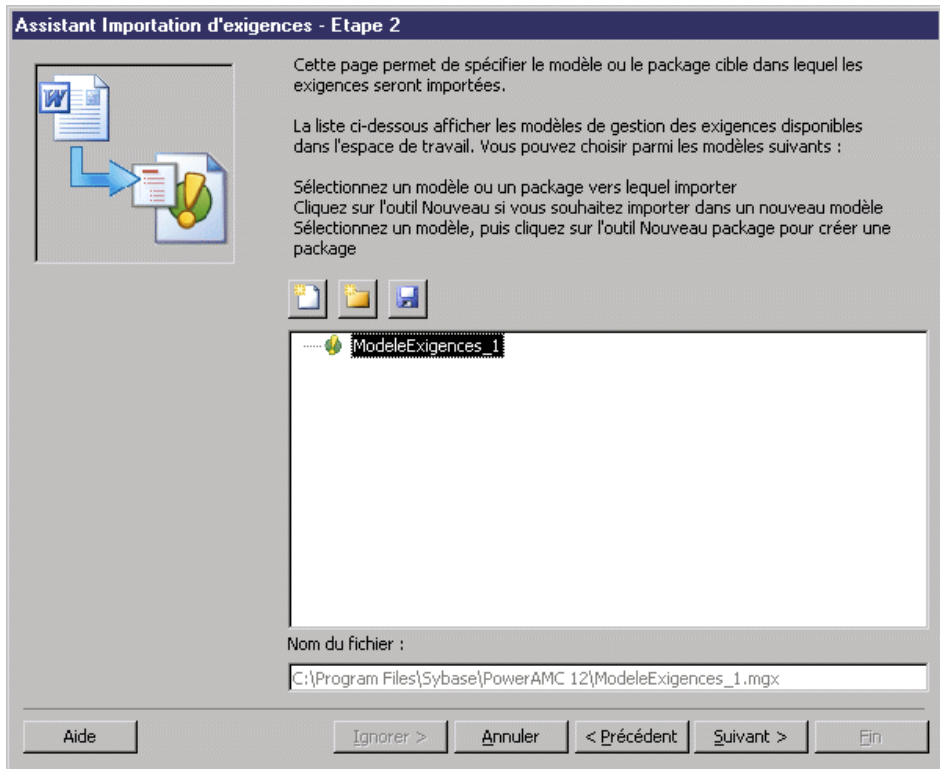 Assistant Importation d'exigences - Etape 2
Cette page permet de spécifier le modèle ou le package cible dans lequel les
exigences seront importées.
La liste ci-dessous afficher les modèles de gestion des exigences disponibles
dans l'espace de travail. Vous pouvez choisir parmi les modèles suivants :
Sélectionnez un modèle ou un package vers lequel importer
Cliquez sur l'outil Nouveau si vous souhaitez importer dans un nouveau modèle
Sélectionnez un modèle, puis cliquez sur l'outil Nouveau package pour créer une
package
W
ModeleExigences_1
Nom du fichier :
C:\Program Files\Sybase\PowerAMC 12\ModeleExigences_1.mgx
Aide
Ignorer >
Annuler
< Précédent
Suivant >
Fin